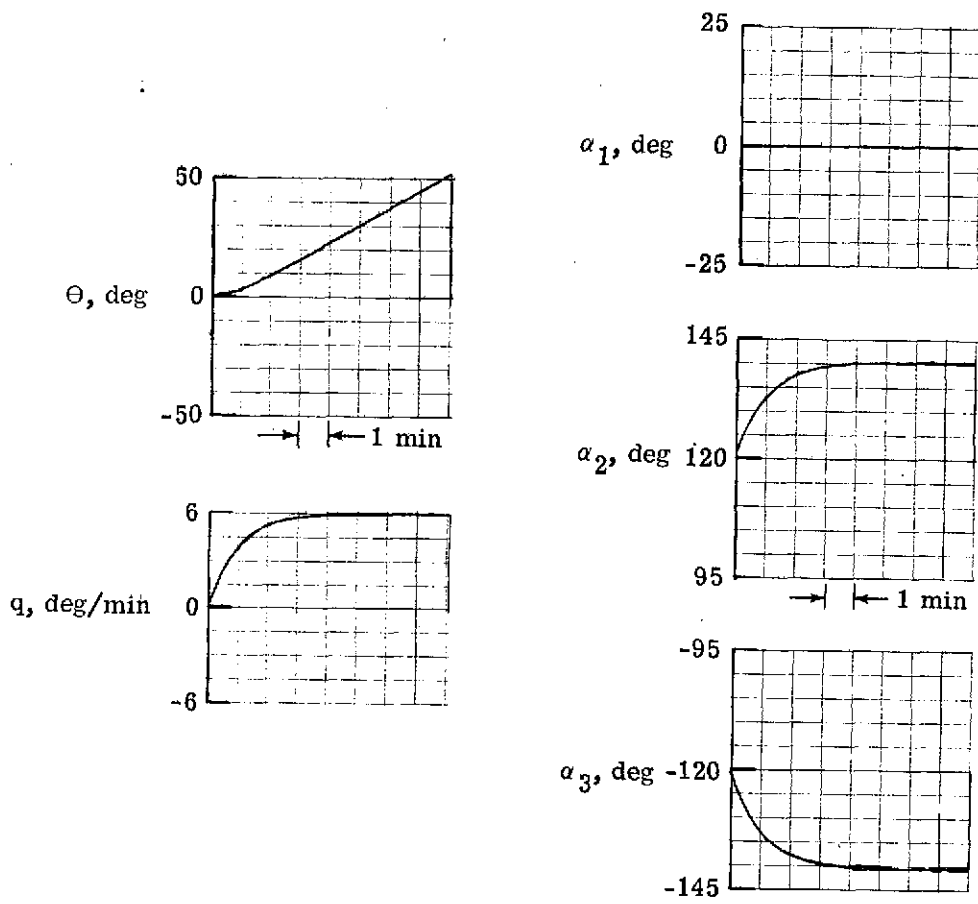 50
Θ, deg 0
-50
1 min
6
q, deg/min 0
-6
25
α1, deg 0
-25
145
α2, deg 120
95
1 min
-95
α3, deg -120
-145